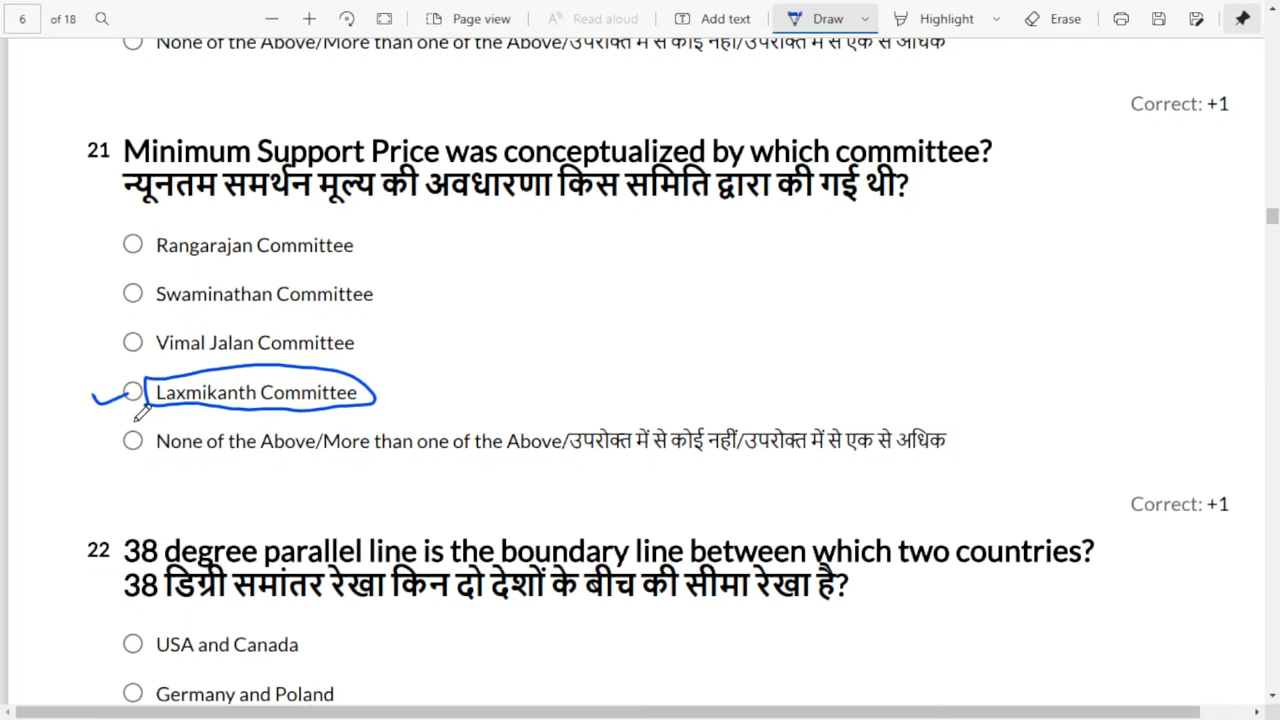 6 of 18 Page view Read aloud Add text Draw Highlight Erase
None of the Above/More than one of the Above/उपरोक्त में से कोई नहीं/उपरोक्त में से एक से अधिक
Correct: +1
21 Minimum Support Price was conceptualized by which committee?
न्यूनतम समर्थन मूल्य की अवधारणा किस समिति द्वारा की गई थी?
Rangarajan Committee
Swaminathan Committee
Vimal Jalan Committee
Laxmikanth Committee
None of the Above/More than one of the Above/उपरोक्त में से कोई नहीं/उपरोक्त में से एक से अधिक
Correct: +1
22 38 degree parallel line is the boundary line between which two countries?
38 डिग्री समांतर रेखा किन दो देशों के बीच की सीमा रेखा है?
USA and Canada
Germany and Poland